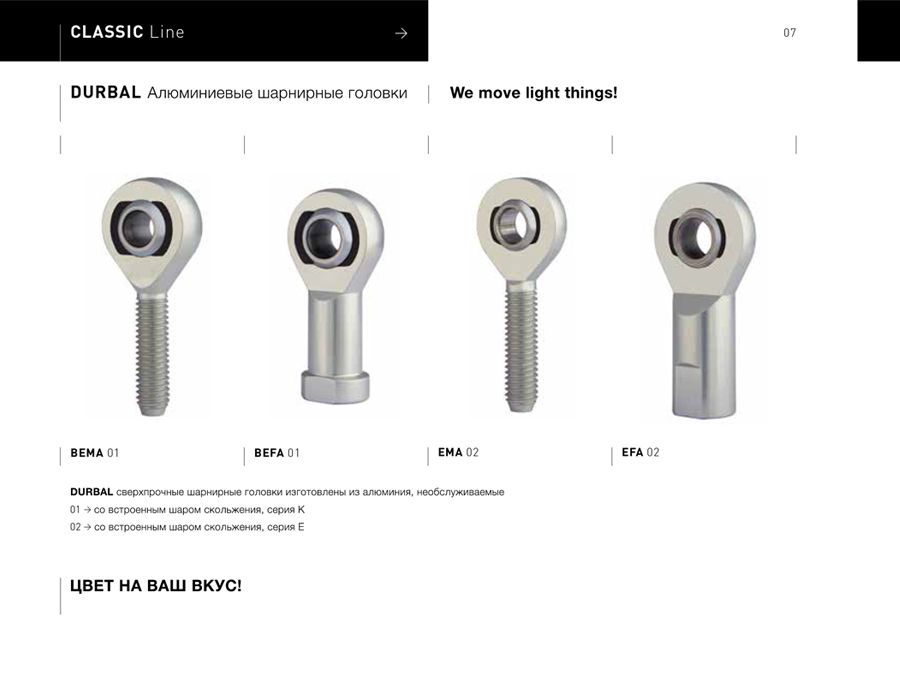 CLASSIC Line →
07
DURBAL Алюминиевые шарнирные головки
We move light things!
BEMA 01
BEFA 01
EMA 02
EFA 02
DURBAL сверхпрочные шарнирные головки изготовлены из алюминия, необслуживаемые
01 → со встроенным шаром скольжения, серия К
02 → со встроенным шаром скольжения, серия Е
ЦВЕТ НА ВАШ ВКУС!